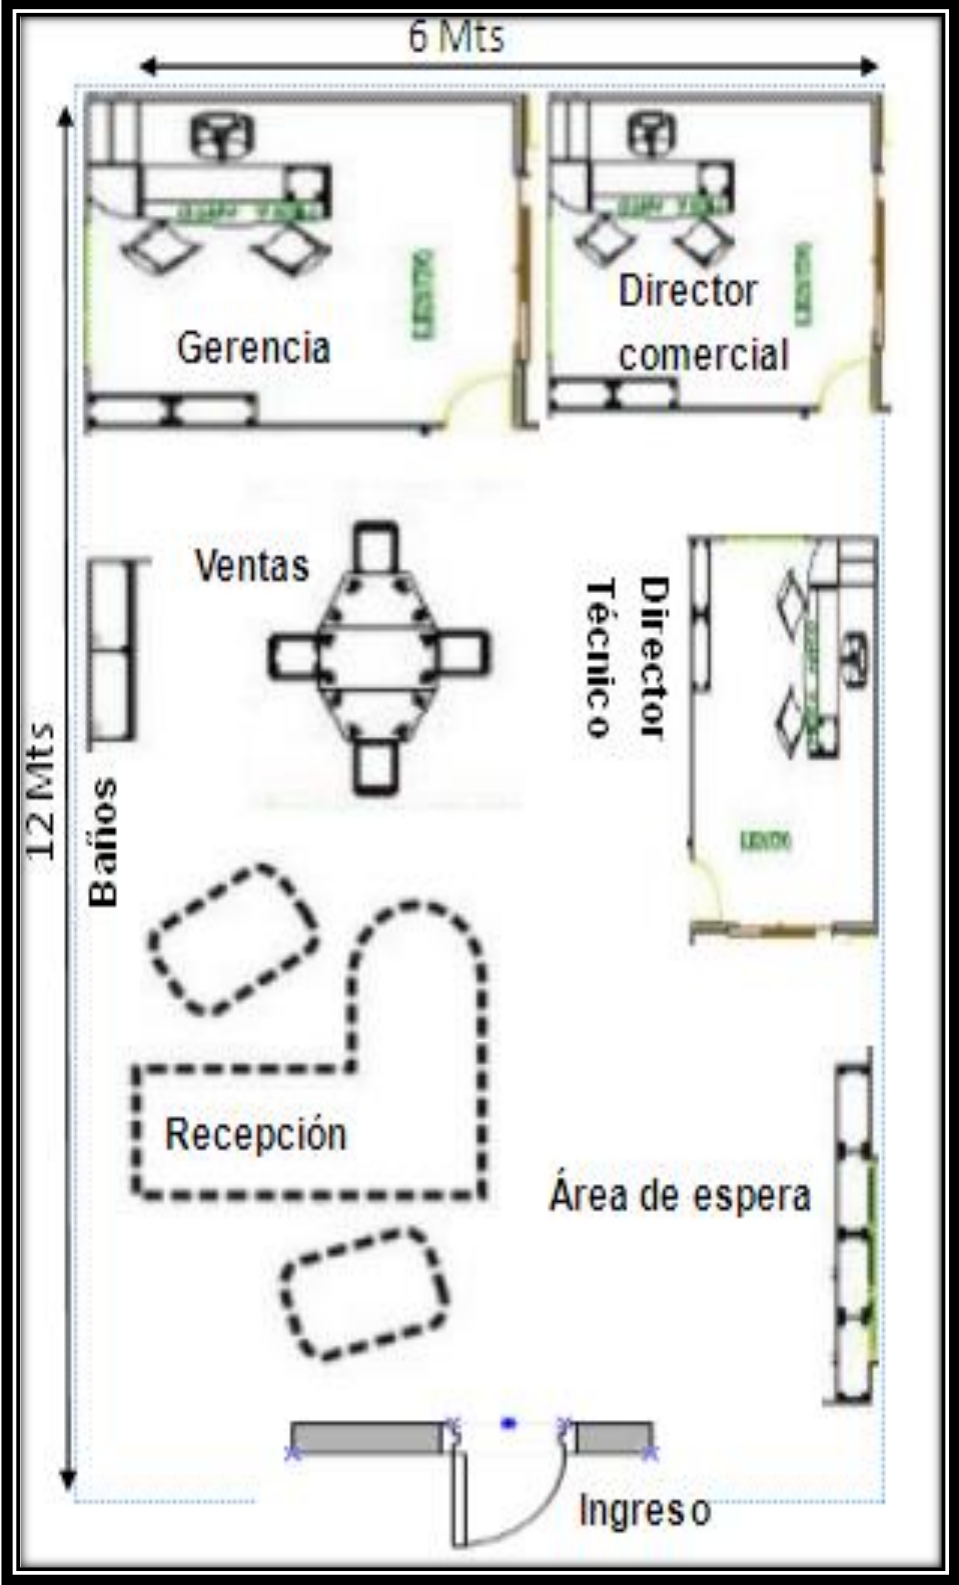 6 Mts
12 Mts
Gerencia
Director
comercial
Ventas
Director
Técnico
Baños
Recepción
Área de espera
Ingreso